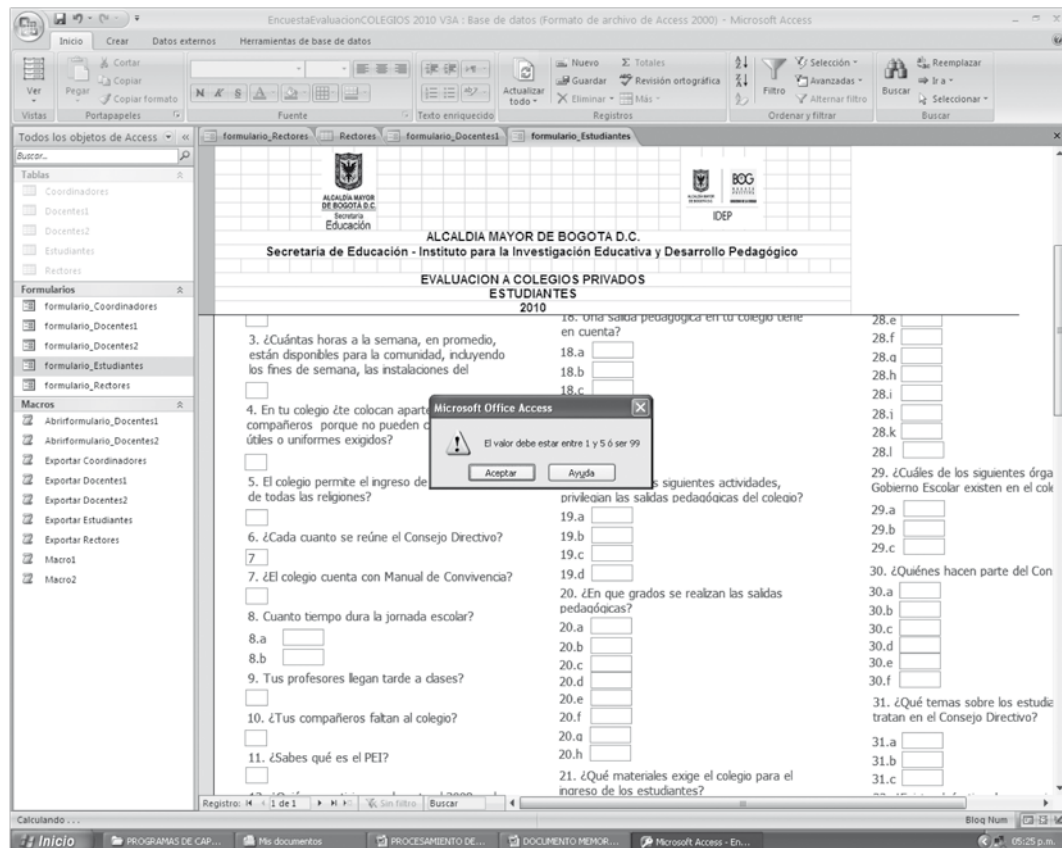 EncuestaEvaluacionCOLEGIOS 2010 V3A : Base de datos (Formato de archivo de Access 2000) - Microsoft Access
Inicio Crear Datos externos Herramientas de base de datos
Ver
Vistas
Pegar
Cortar
Copiar
Copiar formato
Portapapeles
N K S
Fuente
Texto enriquecido
Actualizar todo
Nuevo
Guardar
Eliminar
Totales
Revisión ortográfica
Más
Registros
Filtro
Selección
Avanzadas
Alternar filtro
Ordenar y filtrar
Buscar
Reemplazar
Ir a
Seleccionar
Buscar
Todos los objetos de Access
Buscar...
Tablas
Coordinadores
Docentes1
Docentes2
Estudiantes
Rectores
Formularios
formulario_Coordinadores
formulario_Docentes1
formulario_Docentes2
formulario_Estudiantes
formulario_Rectores
Macros
Abrirformulario_Docentes1
Abrirformulario_Docentes2
Exportar Coordinadores
Exportar Docentes1
Exportar Docentes2
Exportar Estudiantes
Exportar Rectores
Macro1
Macro2
formulario_Rectores Rectores formulario_Docentes1 formulario_Estudiantes
ALCALDÍA MAYOR
DE BOGOTÁ D.C.
Secretaría
Educación
BOG
IDEP
ALCALDIA MAYOR DE BOGOTA D.C.
Secretaria de Educación - Instituto para la Investigación Educativa y Desarrollo Pedagógico
EVALUACION A COLEGIOS PRIVADOS
ESTUDIANTES
2010
3. ¿Cuántas horas a la semana, en promedio,
están disponibles para la comunidad, incluyendo
los fines de semana, las instalaciones del
4. En tu colegio ¿te colocan aparte
compañeros porque no pueden c
útiles o uniformes exigidos?
5. El colegio permite el ingreso de
de todas las religiones?
6. ¿Cada cuanto se reúne el Consejo Directivo?
7
7. ¿El colegio cuenta con Manual de Convivencia?
8. Cuanto tiempo dura la jornada escolar?
8.a
8.b
9. Tus profesores llegan tarde a clases?
10. ¿Tus compañeros faltan al colegio?
11. ¿Sabes qué es el PEI?
18. Una salida pedagógica en tu colegio tiene
en cuenta?
18.a
18.b
18.c
s siguientes actividades,
privilegian las salidas pedagógicas del colegio?
19.a
19.b
19.c
19.d
20. ¿En que grados se realizan las salidas
pedagógicas?
20.a
20.b
20.c
20.d
20.e
20.f
20.g
20.h
21. ¿Qué materiales exige el colegio para el
ingreso de los estudiantes?
28.e
28.f
28.g
28.h
28.i
28.j
28.k
28.l
29. ¿Cuáles de los siguientes órga
Gobierno Escolar existen en el cole
29.a
29.b
29.c
30. ¿Quiénes hacen parte del Con
30.a
30.b
30.c
30.d
30.e
30.f
31. ¿Qué temas sobre los estudia
tratan en el Consejo Directivo?
31.a
31.b
31.c
Microsoft Office Access
El valor debe estar entre 1 y 5 ó ser 99
Aceptar Ayuda
Registro: 1 de 1 Sin filtro Buscar
Calculando . . .
Bloq Num
Inicio PROGRAMAS DE CAP... Mis documentos PROCESAMIENTO DE... DOCUMENTO MEMOR... Microsoft Access - En... 05:25 p.m.